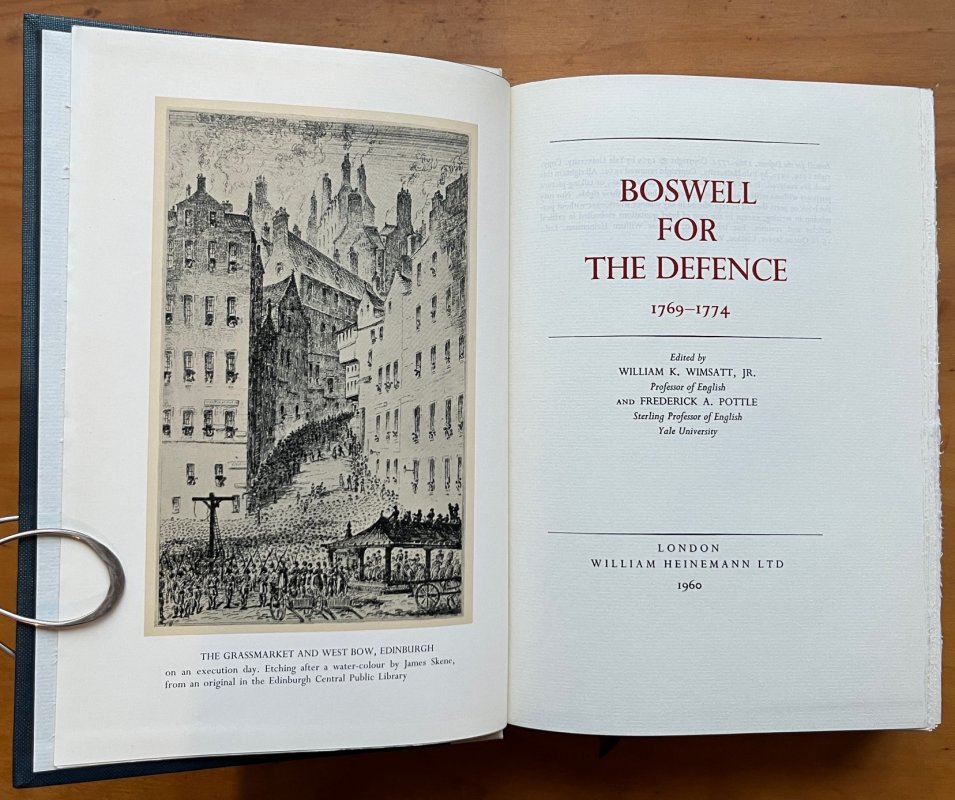 THE GRASSMARKET AND WEST BOW, EDINBURGH
on an execution day. Etching after a water-colour by James Skene,
from an original in the Edinburgh Central Public Library
BOSWELL
FOR
THE DEFENCE
1769–1774
Edited by
WILLIAM K. WIMSATT, JR.
Professor of English
AND FREDERICK A. POTTLE
Sterling Professor of English
Yale University
LONDON
WILLIAM HEINEMANN LTD
1960